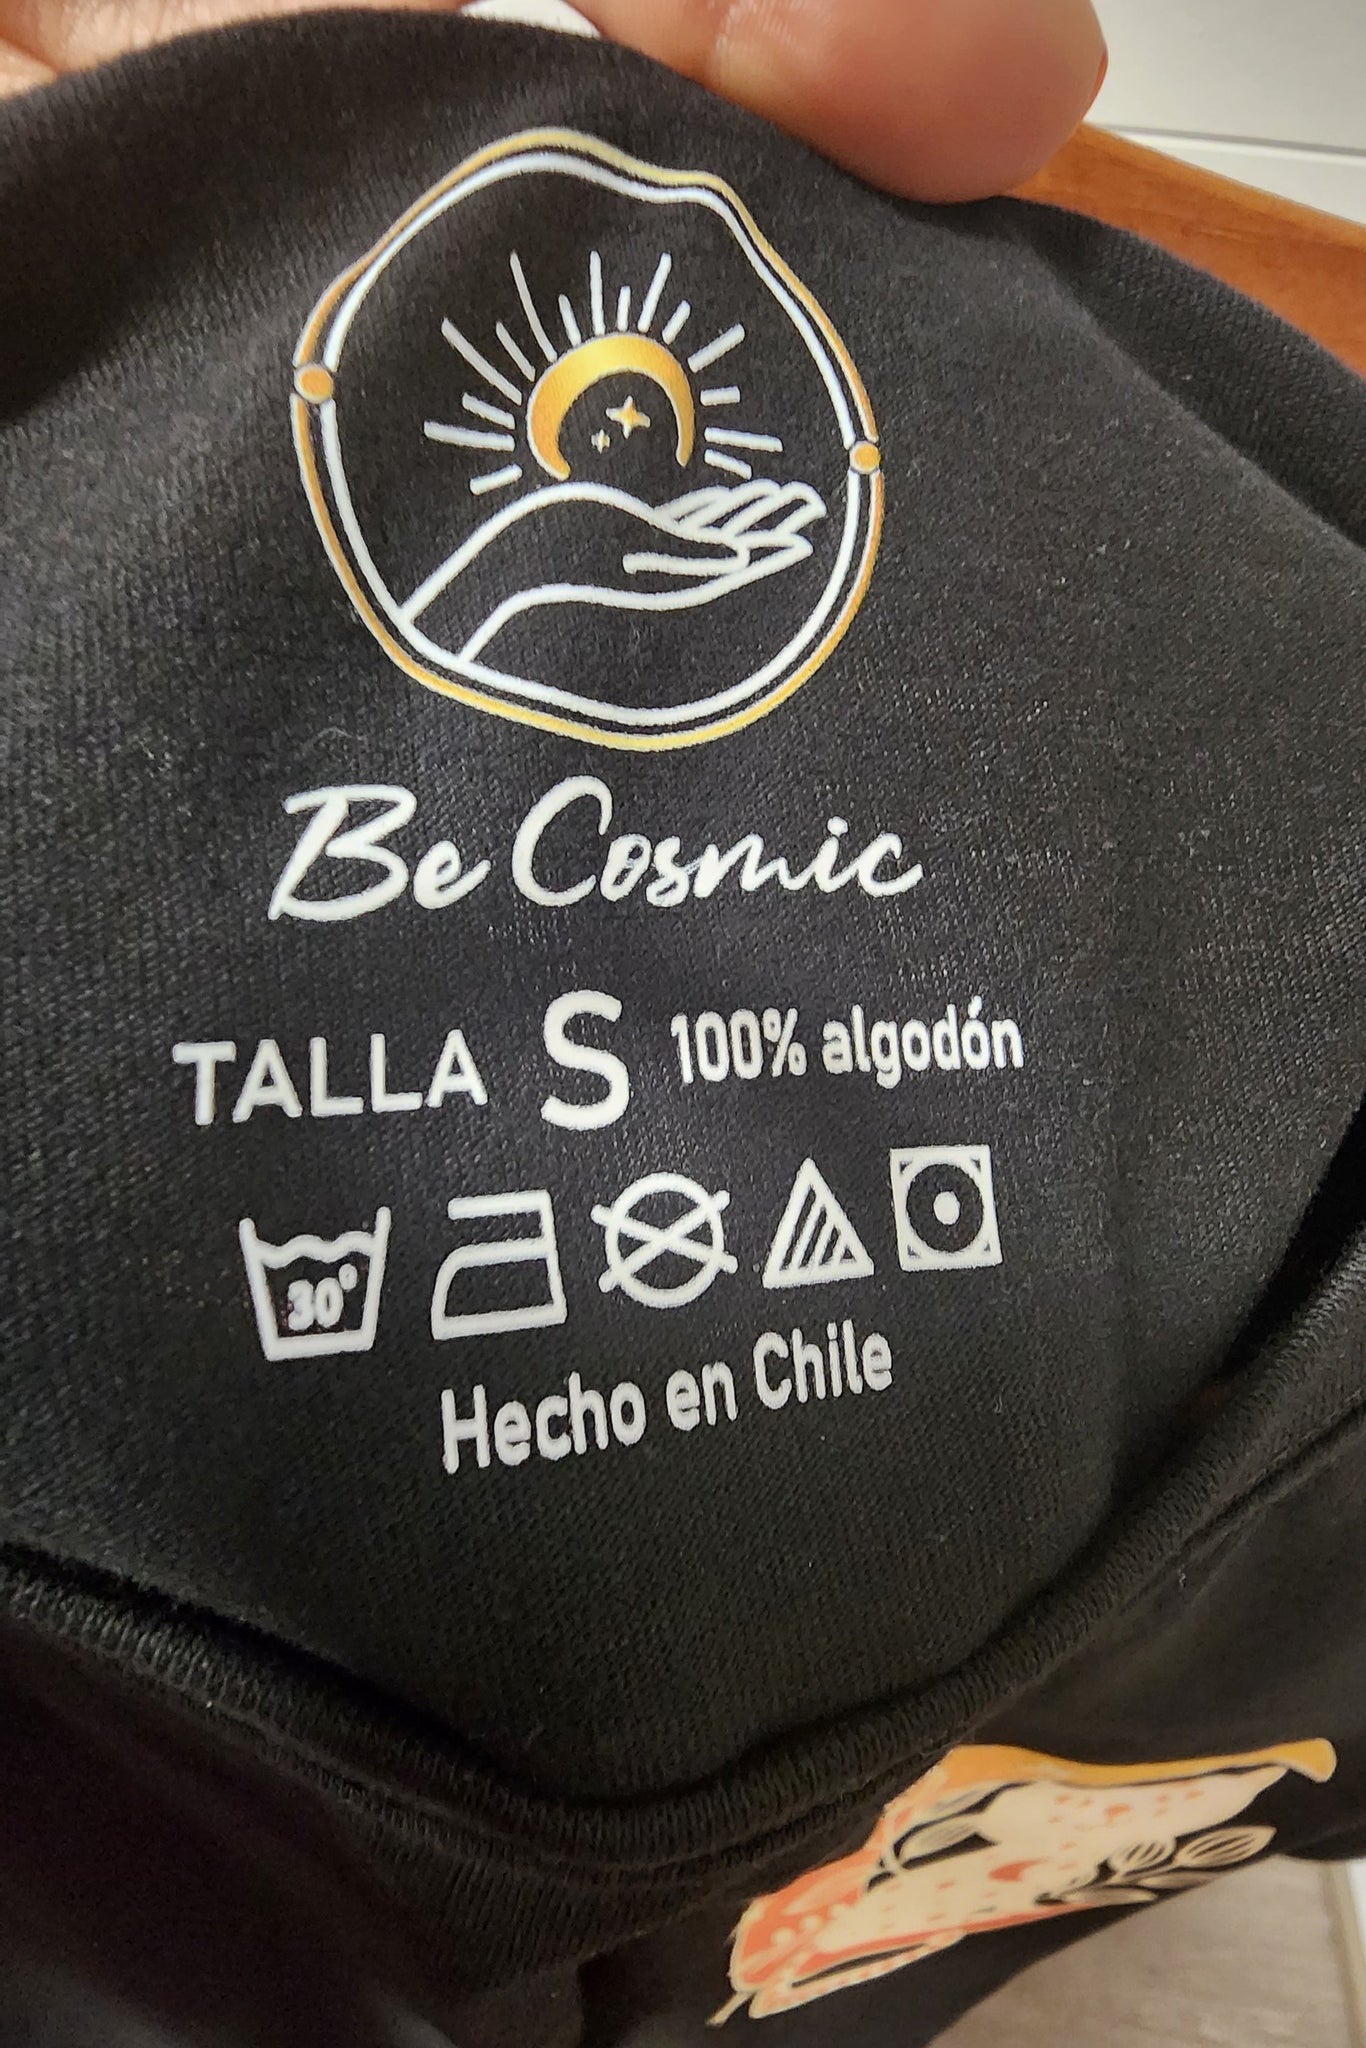 Be Cosmic
TALLA S 100% algodón
30°
Hecho en Chile